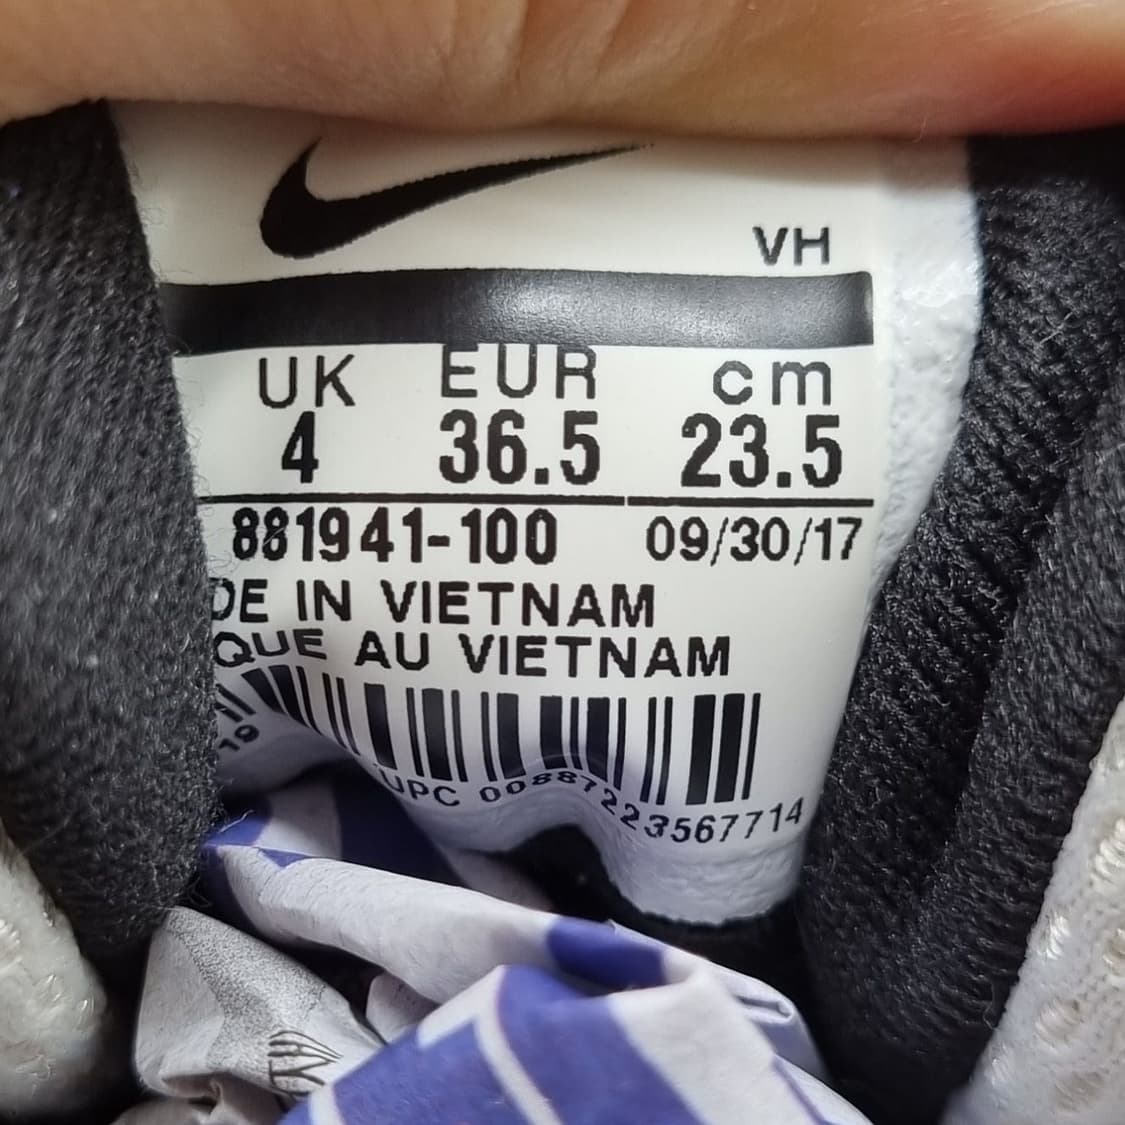 VH
UK EUR cm
4 36.5 23.5
881941-100 09/30/17
DE IN VIETNAM
QUE AU VIETNAM
19
UPC 00887223567714